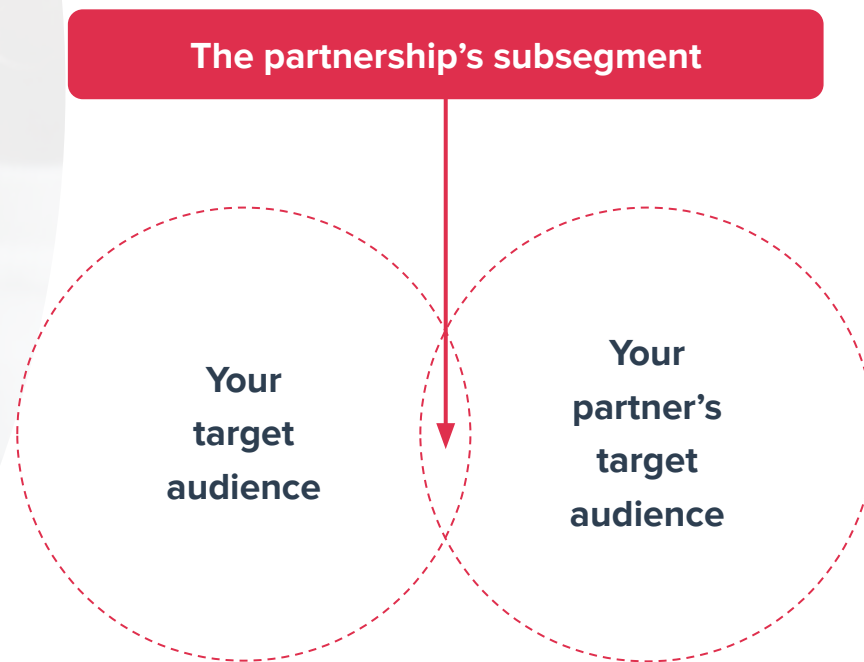 The partnership’s subsegment
Your
target
audience
Your
partner’s
target
audience